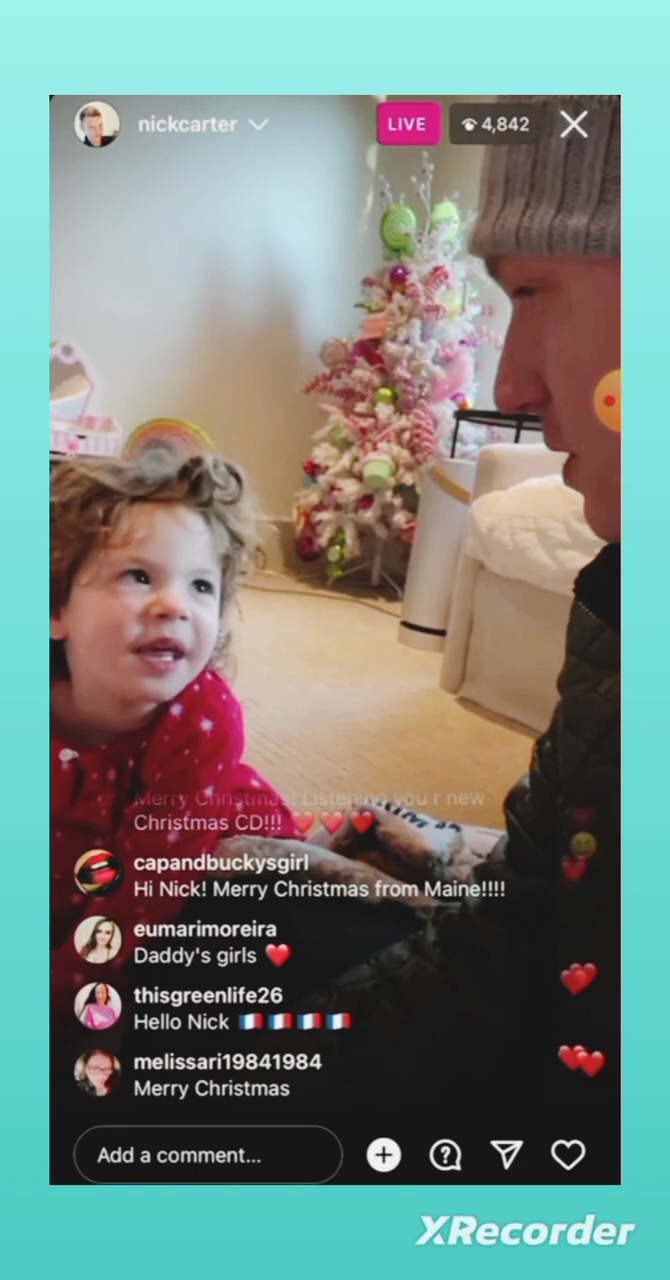 nickcarter
LIVE
4,842
Merry Christmas! Listening you r new
Christmas CD!!! ❤️❤️❤️
capandbuckysgirl
Hi Nick! Merry Christmas from Maine!!!!
eumarimoreira
Daddy's girls ❤️
thisgreenlife26
Hello Nick 🇫🇷🇫🇷🇫🇷🇫🇷
melissari19841984
Merry Christmas
Add a comment...
XRecorder